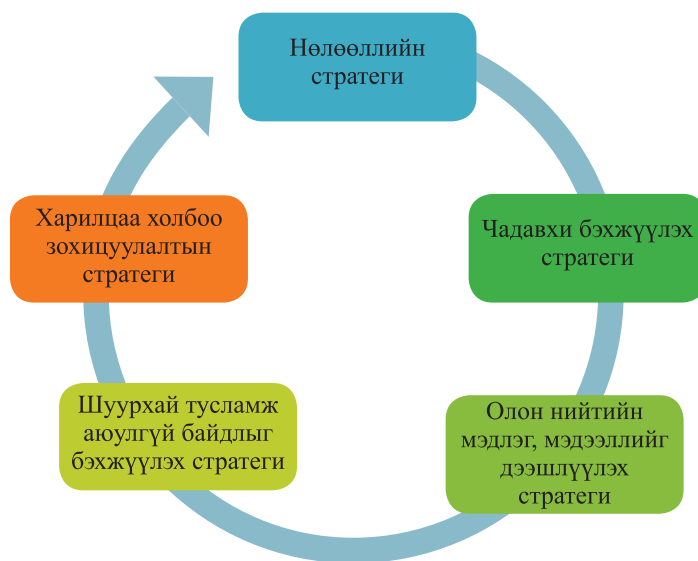 Нөлөөллийн
стратеги
Чадавхи бэхжүүлэх
стратеги
Олон нийтийн
мэдлэг, мэдээллийг
дээшлүүлэх
стратеги
Шуурхай тусламж
аюулгүй байдлыг
бэхжүүлэх стратеги
Харилцаа холбоо
зохицуулалтын
стратеги